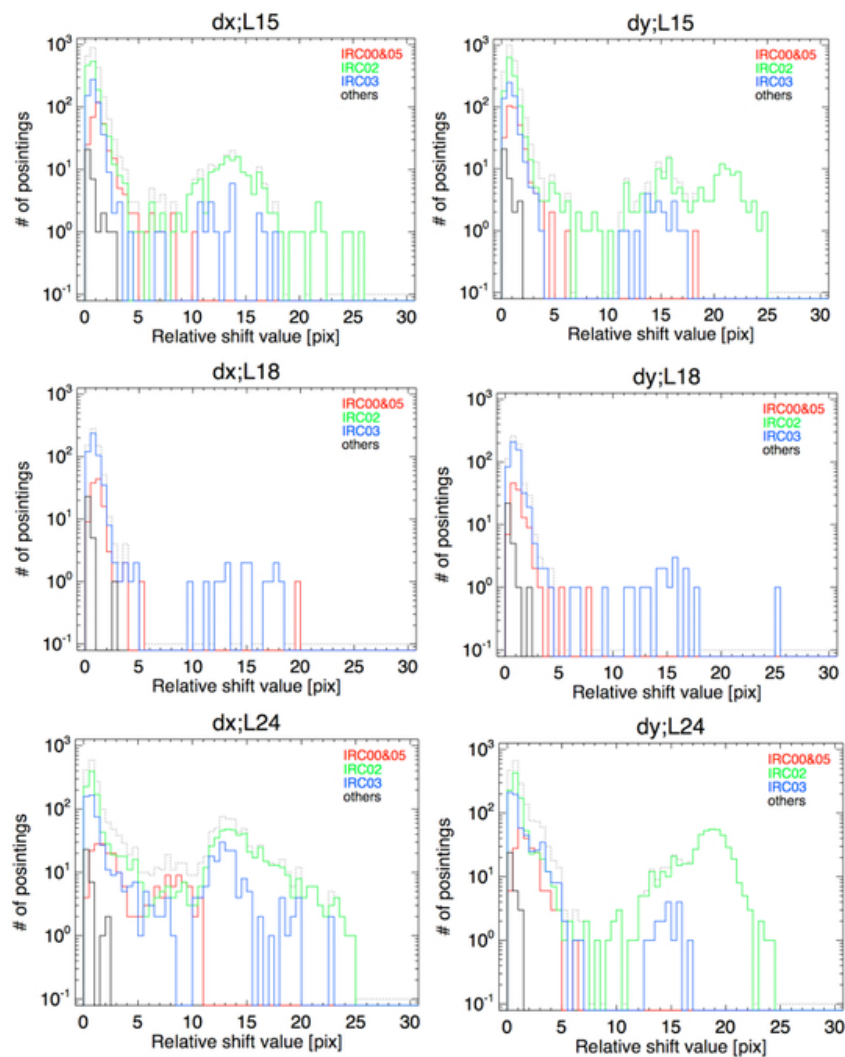 dx;L15
10³
10²
10¹
10⁰
10⁻¹
# of posintings
IRC00&05
IRC02
IRC03
others
0 5 10 15 20 25 30
Relative shift value [pix]
dy;L15
10³
10²
10¹
10⁰
10⁻¹
# of posintings
IRC00&05
IRC02
IRC03
others
0 5 10 15 20 25 30
Relative shift value [pix]
dx;L18
10³
10²
10¹
10⁰
10⁻¹
# of posintings
IRC00&05
IRC02
IRC03
others
0 5 10 15 20 25 30
Relative shift value [pix]
dy;L18
10³
10²
10¹
10⁰
10⁻¹
# of posintings
IRC00&05
IRC02
IRC03
others
0 5 10 15 20 25 30
Relative shift value [pix]
dx;L24
10³
10²
10¹
10⁰
10⁻¹
# of posintings
IRC00&05
IRC02
IRC03
others
0 5 10 15 20 25 30
Relative shift value [pix]
dy;L24
10³
10²
10¹
10⁰
10⁻¹
# of posintings
IRC00&05
IRC02
IRC03
others
0 5 10 15 20 25 30
Relative shift value [pix]